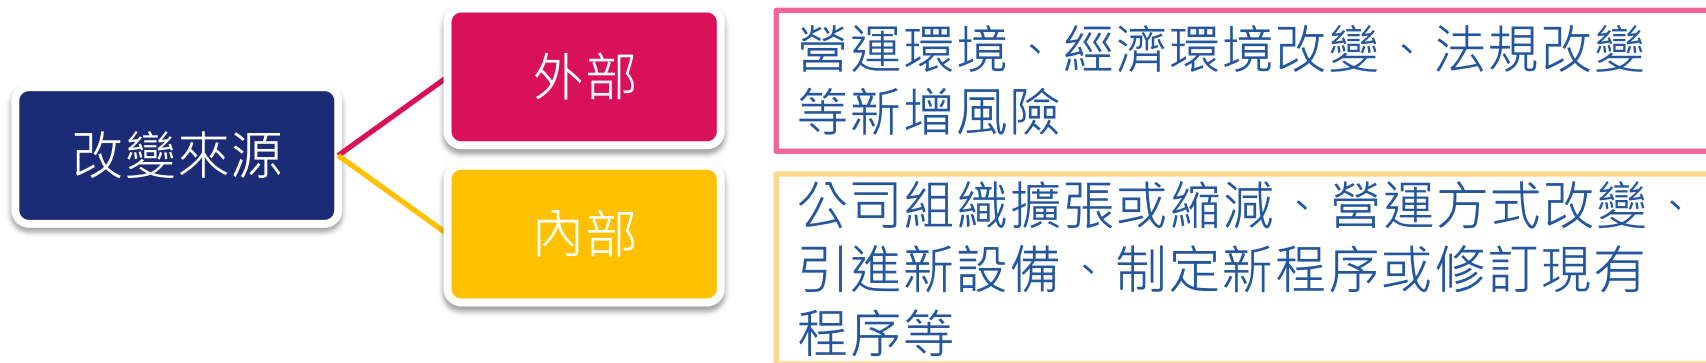 改變來源
外部
營運環境、經濟環境改變、法規改變
等新增風險
內部
公司組織擴張或縮減、營運方式改變、
引進新設備、制定新程序或修訂現有
程序等